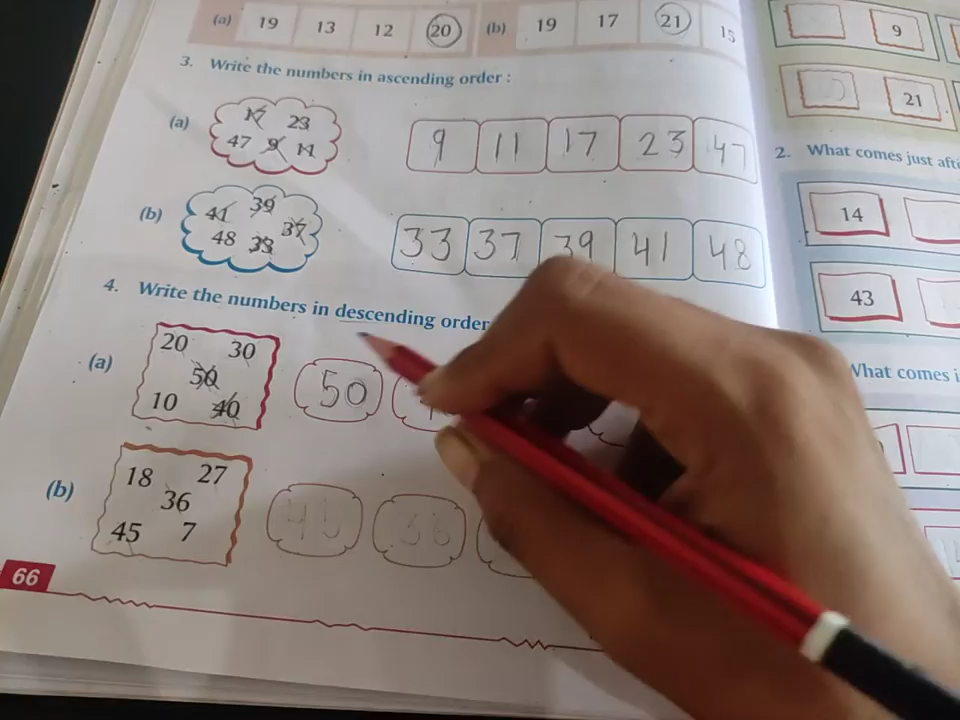 (a) 19 13 12 20 (b) 19 17 21 15
9
3. Write the numbers in ascending order :
21
(a) 17 23 47 9 11
9 11 17 23 47
2. What comes just afte
14
(b) 41 39 37 48 33
33 37 39 41 48
43
4. Write the numbers in descending order
(a) 20 30 50 10 40
50
What comes i
(b) 18 27 36 45 7
45 36
66